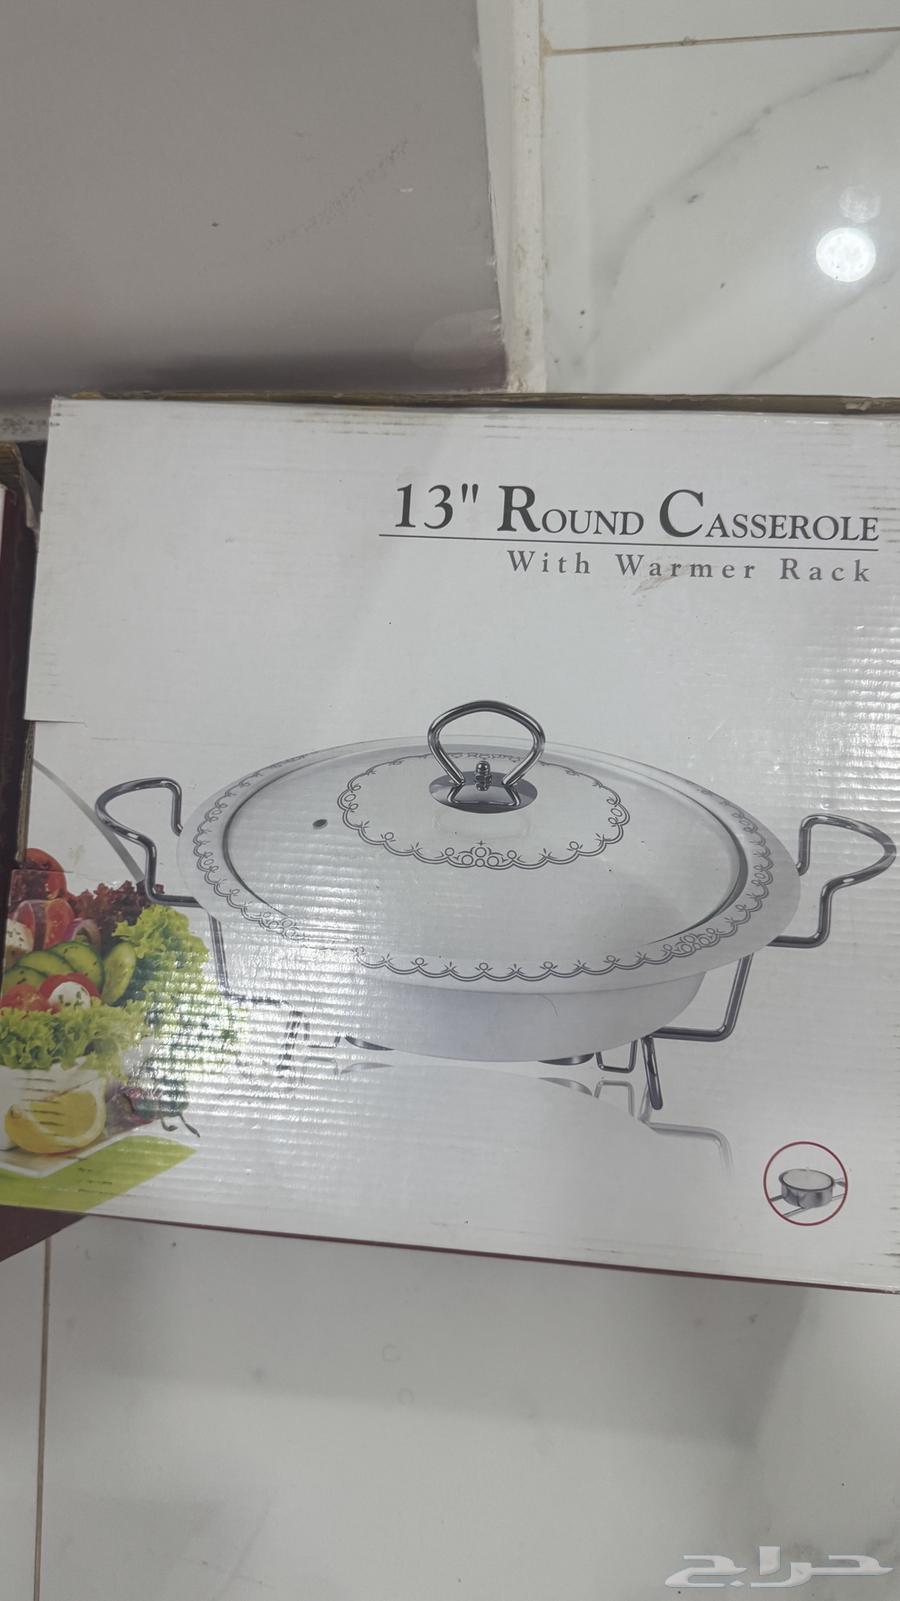 13" ROUND CASSEROLE
With Warmer Rack
حراج